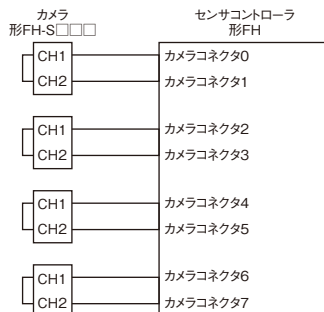 カメラ
形FH-S□□□
センサコントローラ
形FH
CH1
カメラコネクタ0
CH2
カメラコネクタ1
CH1
カメラコネクタ2
CH2
カメラコネクタ3
CH1
カメラコネクタ4
CH2
カメラコネクタ5
CH1
カメラコネクタ6
CH2
カメラコネクタ7